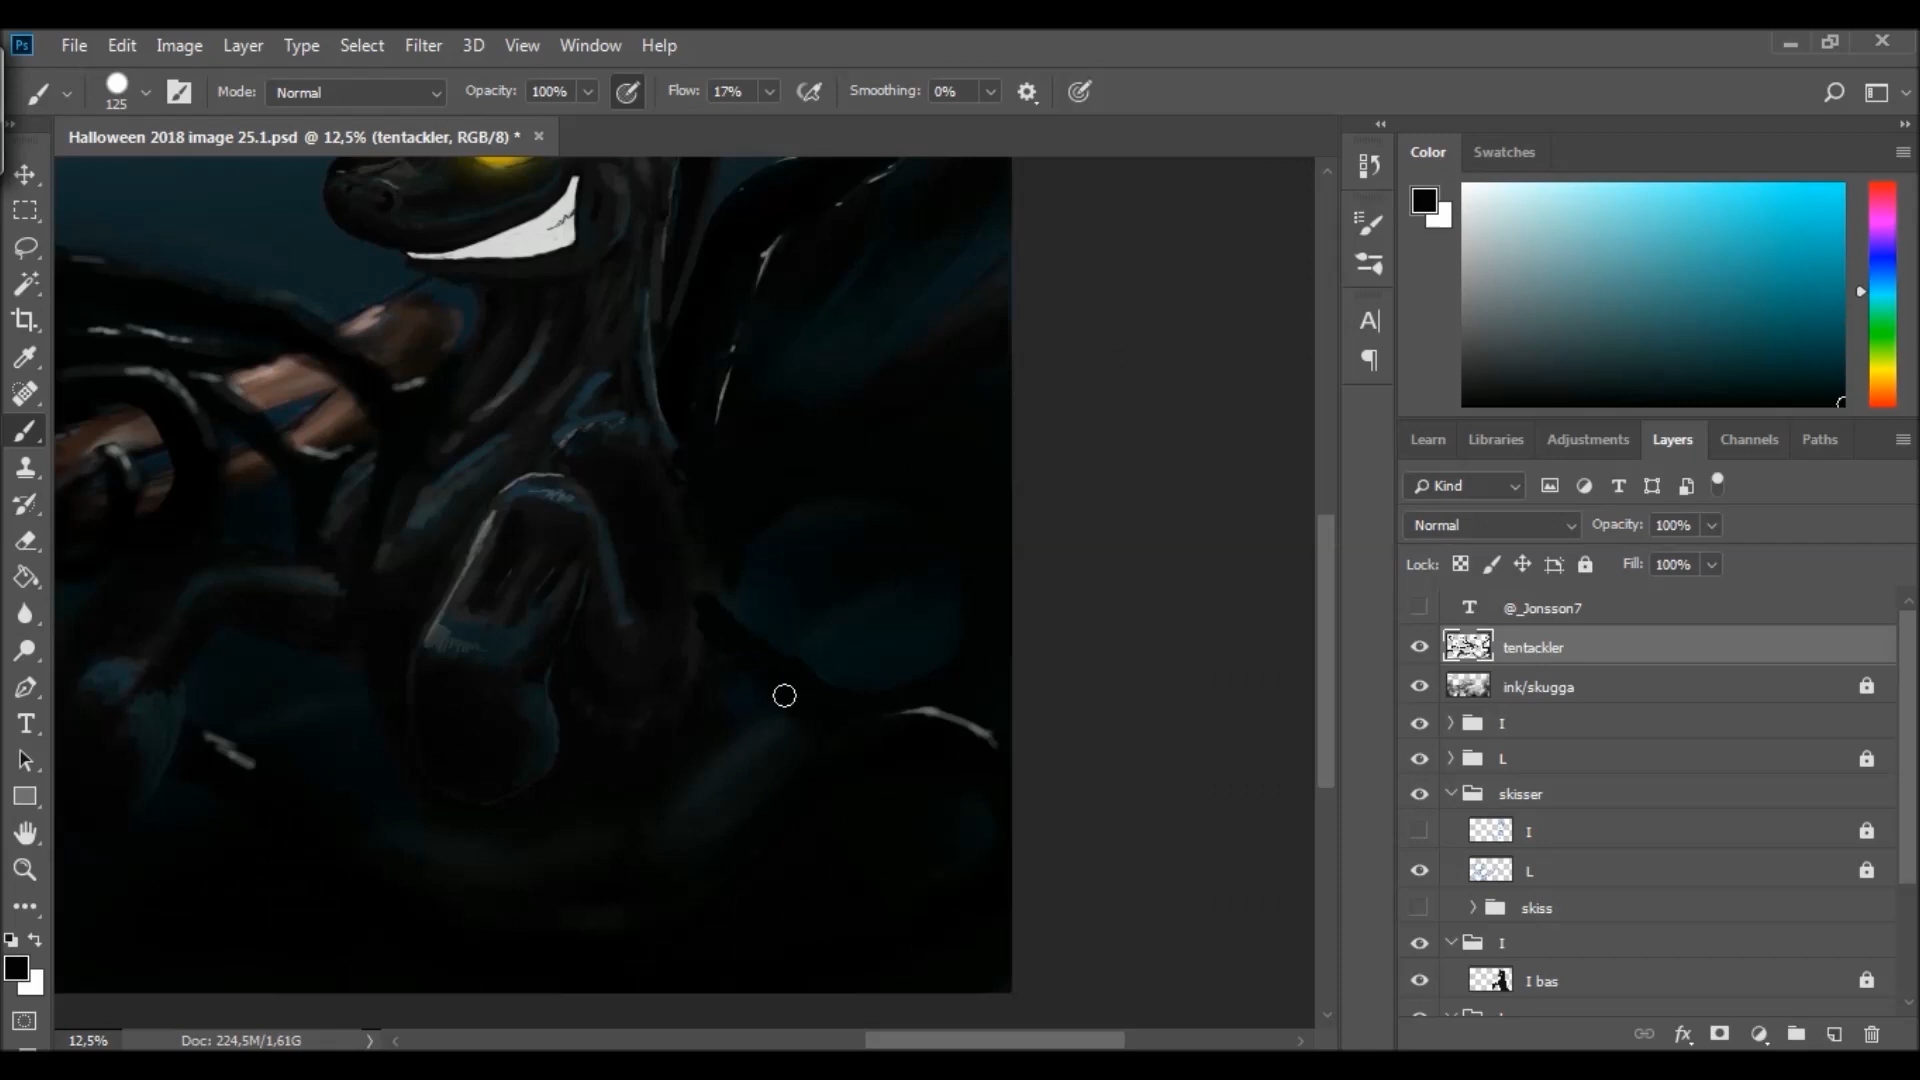 Ps File Edit Image Layer Type Select Filter 3D View Window Help
125 Mode: Normal Opacity: 100% Flow: 17% Smoothing: 0%
Halloween 2018 image 25.1.psd @ 12,5% (tentackler, RGB/8) *
Color Swatches
Learn Libraries Adjustments Layers Channels Paths
Kind
Normal Opacity: 100%
Lock: Fill: 100%
@_Jonsson7
tentackler
ink/skugga
I
L
skisser
I
L
skiss
I
I bas
12,5% Doc: 224,5M/1,61G